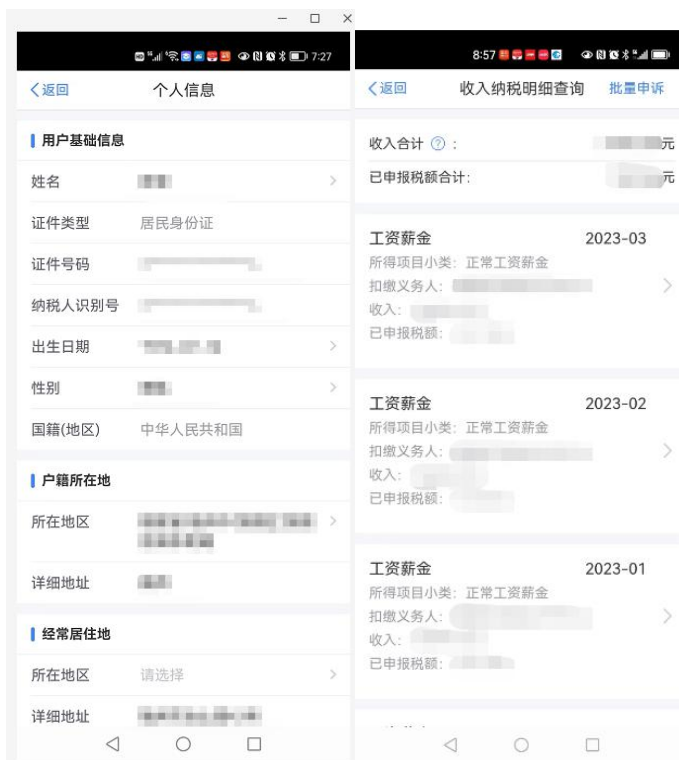 7:27
返回
个人信息
用户基础信息
姓名
证件类型
居民身份证
证件号码
纳税人识别号
出生日期
性别
国籍(地区)
中华人民共和国
户籍所在地
所在地区
详细地址
经常居住地
所在地区
请选择
详细地址
8:57
返回
收入纳税明细查询
批量申诉
收入合计 ? :
元
已申报税额合计:
元
工资薪金
2023-03
所得项目小类: 正常工资薪金
扣缴义务人:
收入:
已申报税额:
工资薪金
2023-02
所得项目小类: 正常工资薪金
扣缴义务人:
收入:
已申报税额:
工资薪金
2023-01
所得项目小类: 正常工资薪金
扣缴义务人:
收入:
已申报税额: